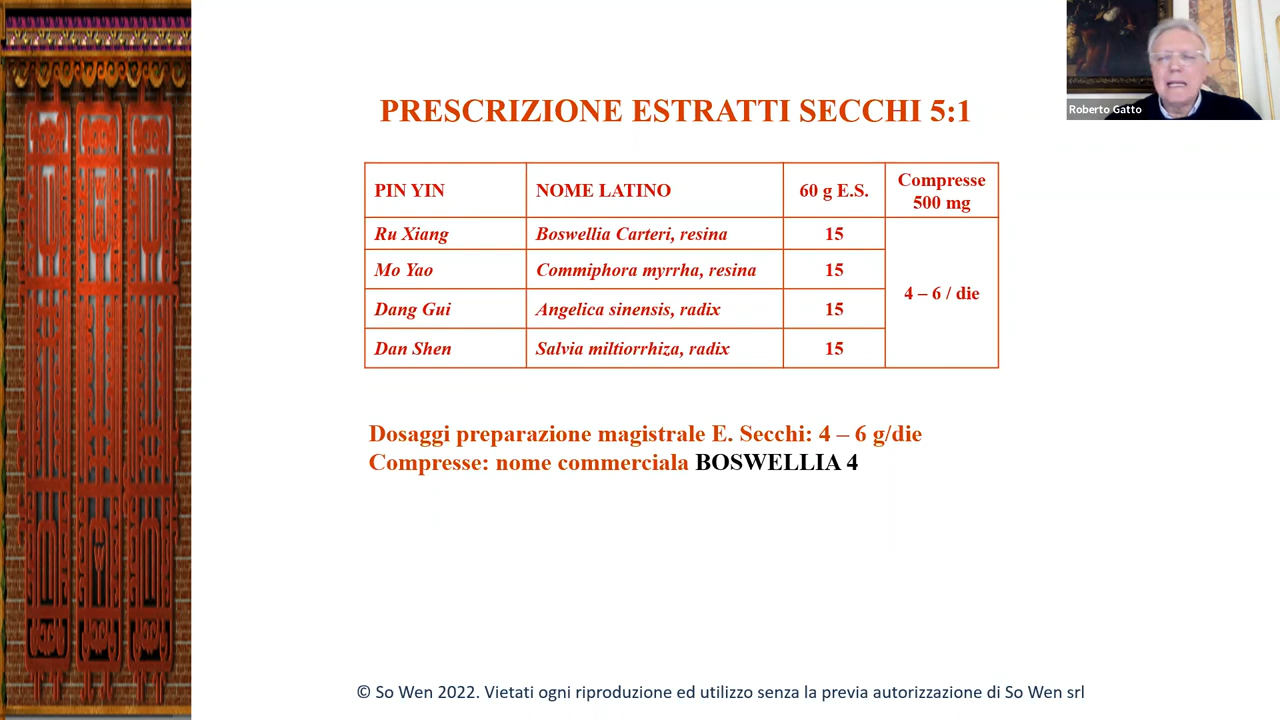 PRESCRIZIONE ESTRATTI SECCHI 5:1
Roberto Gatto
PIN YIN NOME LATINO 60 g E.S. Compresse 500 mg
Ru Xiang Boswellia Carteri, resina 15
Mo Yao Commiphora myrrha, resina 15
4 – 6 / die
Dang Gui Angelica sinensis, radix 15
Dan Shen Salvia miltiorrhiza, radix 15
Dosaggi preparazione magistrale E. Secchi: 4 – 6 g/die
Compresse: nome commerciala BOSWELLIA 4
© So Wen 2022. Vietati ogni riproduzione ed utilizzo senza la previa autorizzazione di So Wen srl